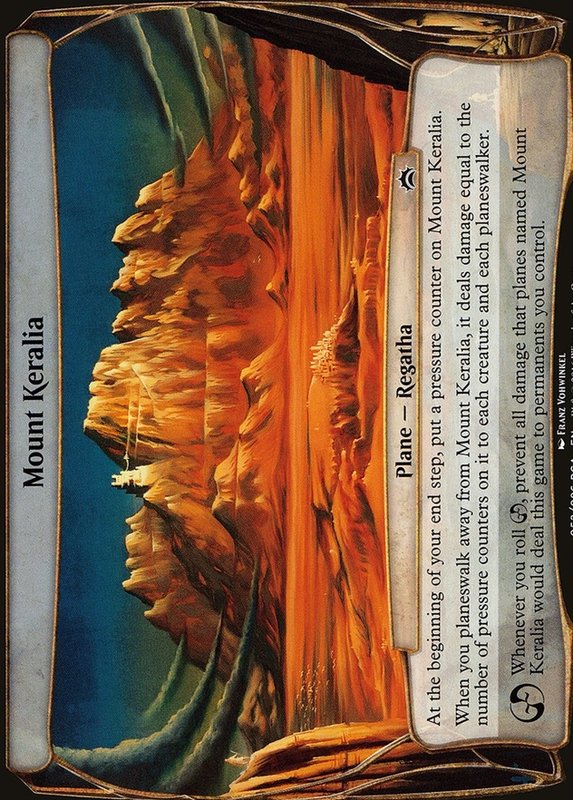 Mount Keralia
Plane — Regatha
At the beginning of your end step, put a pressure counter on Mount Keralia.
When you planeswalk away from Mount Keralia, it deals damage equal to the
number of pressure counters on it to each creature and each planeswalker.
Whenever you roll , prevent all damage that planes named Mount
Keralia would deal this game to permanents you control.
Franz Vohwinkel